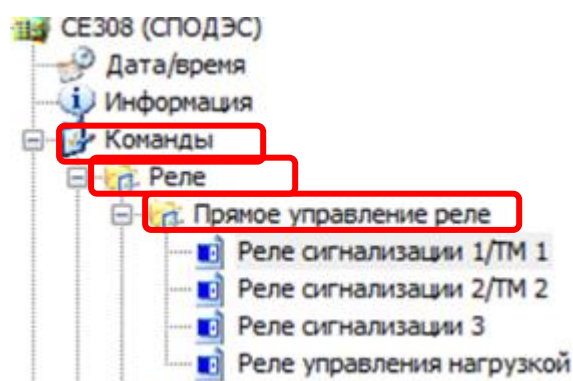 CE308 (СПОДЭС)
Дата/время
Информация
Команды
Реле
Прямое управление реле
Реле сигнализации 1/ТМ 1
Реле сигнализации 2/ТМ 2
Реле сигнализации 3
Реле управления нагрузкой